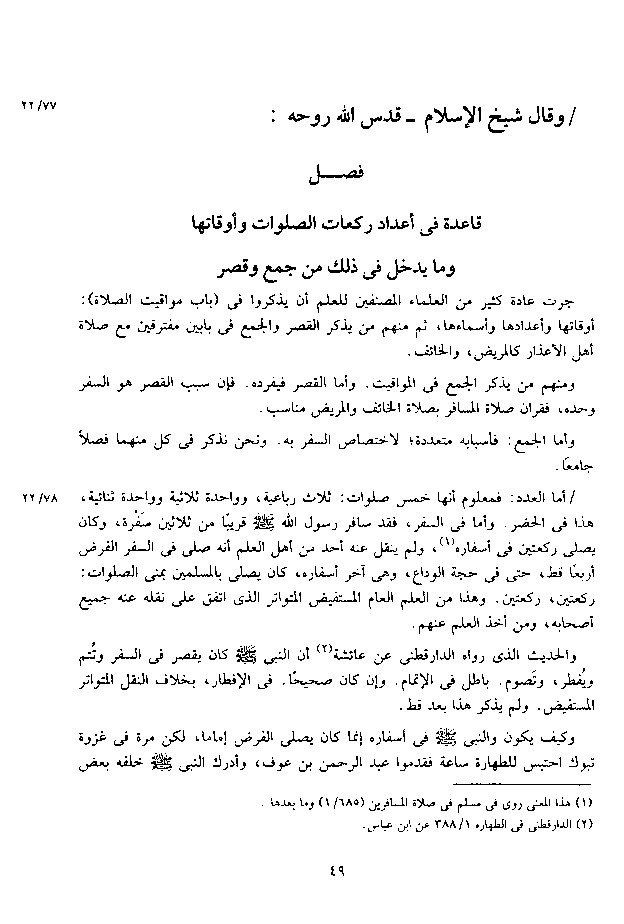 ٢٢/٧٧
/ وقال شيخ الإسلام ـ قدس الله روحه :
فصـــل
قاعدة فى أعداد ركعات الصلوات وأوقاتها
وما يدخل فى ذلك من جمع وقصر
جرت عادة كثير من العلماء المصنفين للعلم أن يذكروا فى (باب مواقيت الصلاة):
أوقاتها وأعدادها وأسماءها، ثم منهم من يذكر القصر والجمع فى بابين مفترقين مع صلاة
أهل الأعذار كالمريض، والخائف.
ومنهم من يذكر الجمع فى المواقيت. وأما القصر فيفرده. فإن سبب القصر هو السفر
وحده، فقران صلاة المسافر بصلاة الخائف والمريض مناسب.
وأما الجمع: فأسبابه متعددة؛ لاختصاص السفر به. ونحن نذكر فى كل منهما فصلاً
جامعًا.
٢٢/٧٨
/ أما العدد: فمعلوم أنها خمس صلوات: ثلاث رباعية، وواحدة ثلاثية وواحدة ثنائية،
هذا فى الحضر. وأما فى السفر، فقد سافر رسول الله ﷺ قريبًا من ثلاثين سَفْرة، وكان
يصلى ركعتين فى أسفاره(١)، ولم ينقل عنه أحد من أهل العلم أنه صلى فى السفر الفرض
أربعًا قط، حتى فى حجة الوداع، وهى آخر أسفاره، كان يصلى بالمسلمين بمنى الصلوات:
ركعتين، ركعتين. وهذا من العلم العام المستفيض المتواتر الذى اتفق على نقله عنه جميع
أصحابه، ومن أخذ العلم عنهم.
والحديث الذى رواه الدارقطنى عن عائشة(٢) أن النبى ﷺ كان يقصر فى السفر وتُتم
ويُفطر، وتَصوم. باطل فى الإتمام. وإن كان صحيحًا. فى الإفطار، بخلاف النقل المتواتر
المستفيض. ولم يذكر هذا بعد قط.
وكيف يكون والنبى ﷺ فى أسفاره إنما كان يصلى الفرض إماما، لكن مرة فى غزوة
تبوك احتبس للطهارة ساعة فقدموا عبد الرحمن بن عوف، وأدرك النبى ﷺ خلفه بعض
(١) هذا المعنى روى فى مسلم فى صلاة المسافرين (١/٦٨٥) وما بعدها .
(٢) الدارقطنى فى الطهاره ٣٨٨/١ عن ابن عباس.
٤٩